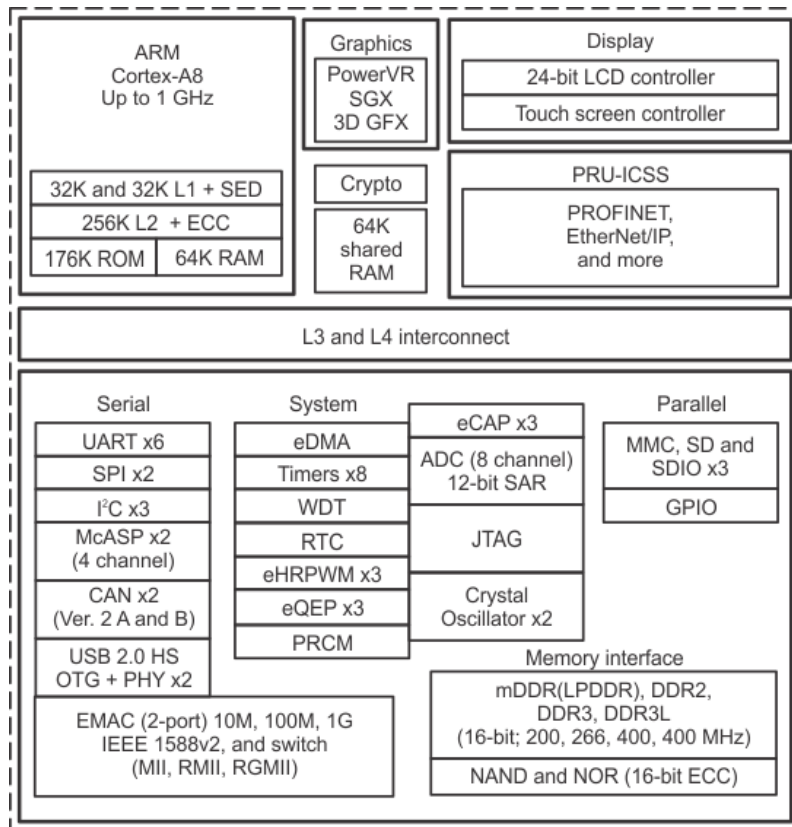 ARM
Cortex-A8
Up to 1 GHz
32K and 32K L1 + SED
256K L2 + ECC
176K ROM
64K RAM
Graphics
PowerVR
SGX
3D GFX
Crypto
64K
shared
RAM
Display
24-bit LCD controller
Touch screen controller
PRU-ICSS
PROFINET,
EtherNet/IP,
and more
L3 and L4 interconnect
Serial
UART x6
SPI x2
I²C x3
McASP x2
(4 channel)
CAN x2
(Ver. 2 A and B)
USB 2.0 HS
OTG + PHY x2
EMAC (2-port) 10M, 100M, 1G
IEEE 1588v2, and switch
(MII, RMII, RGMII)
System
eDMA
Timers x8
WDT
RTC
eHRPWM x3
eQEP x3
PRCM
eCAP x3
ADC (8 channel)
12-bit SAR
JTAG
Crystal
Oscillator x2
Parallel
MMC, SD and
SDIO x3
GPIO
Memory interface
mDDR(LPDDR), DDR2,
DDR3, DDR3L
(16-bit; 200, 266, 400, 400 MHz)
NAND and NOR (16-bit ECC)